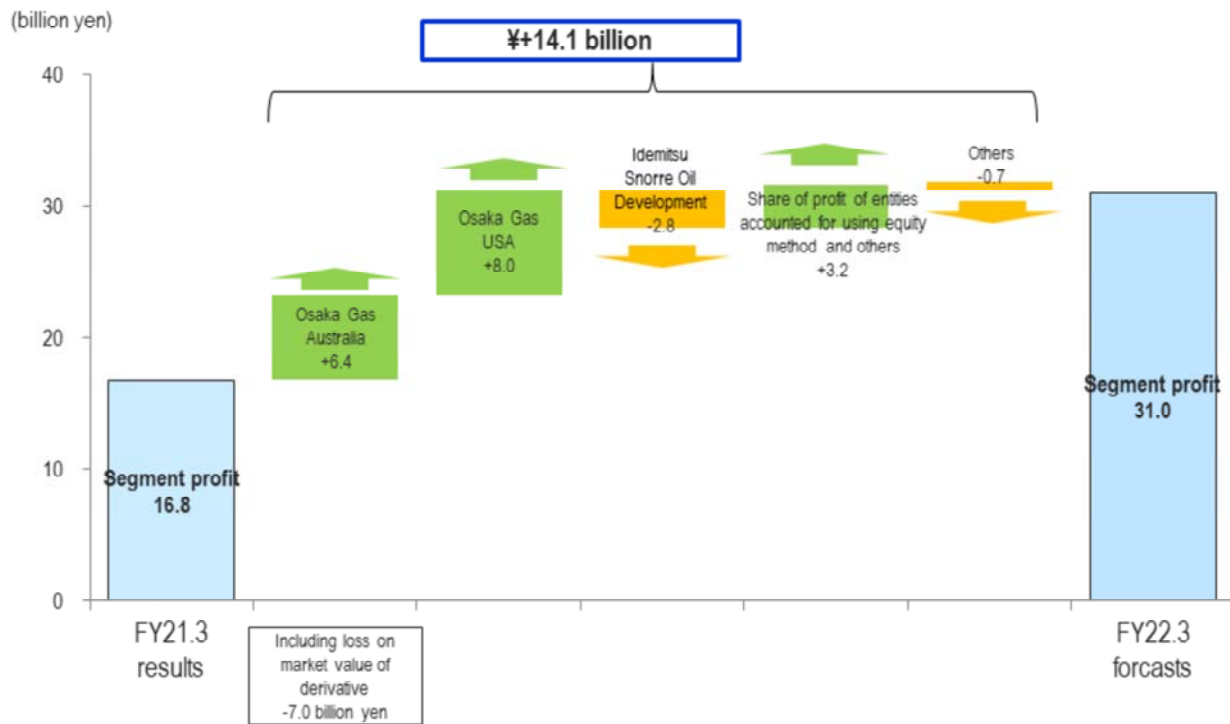 (billion yen)
¥+14.1 billion
40
30
20
10
0
Segment profit
16.8
Osaka Gas
Australia
+6.4
Osaka Gas
USA
+8.0
Idemitsu
Snorre Oil
Development
-2.8
Share of profit of entities
accounted for using equity
method and others
+3.2
Others
-0.7
Segment profit
31.0
FY21.3
results
Including loss on
market value of
derivative
-7.0 billion yen
FY22.3
forcasts